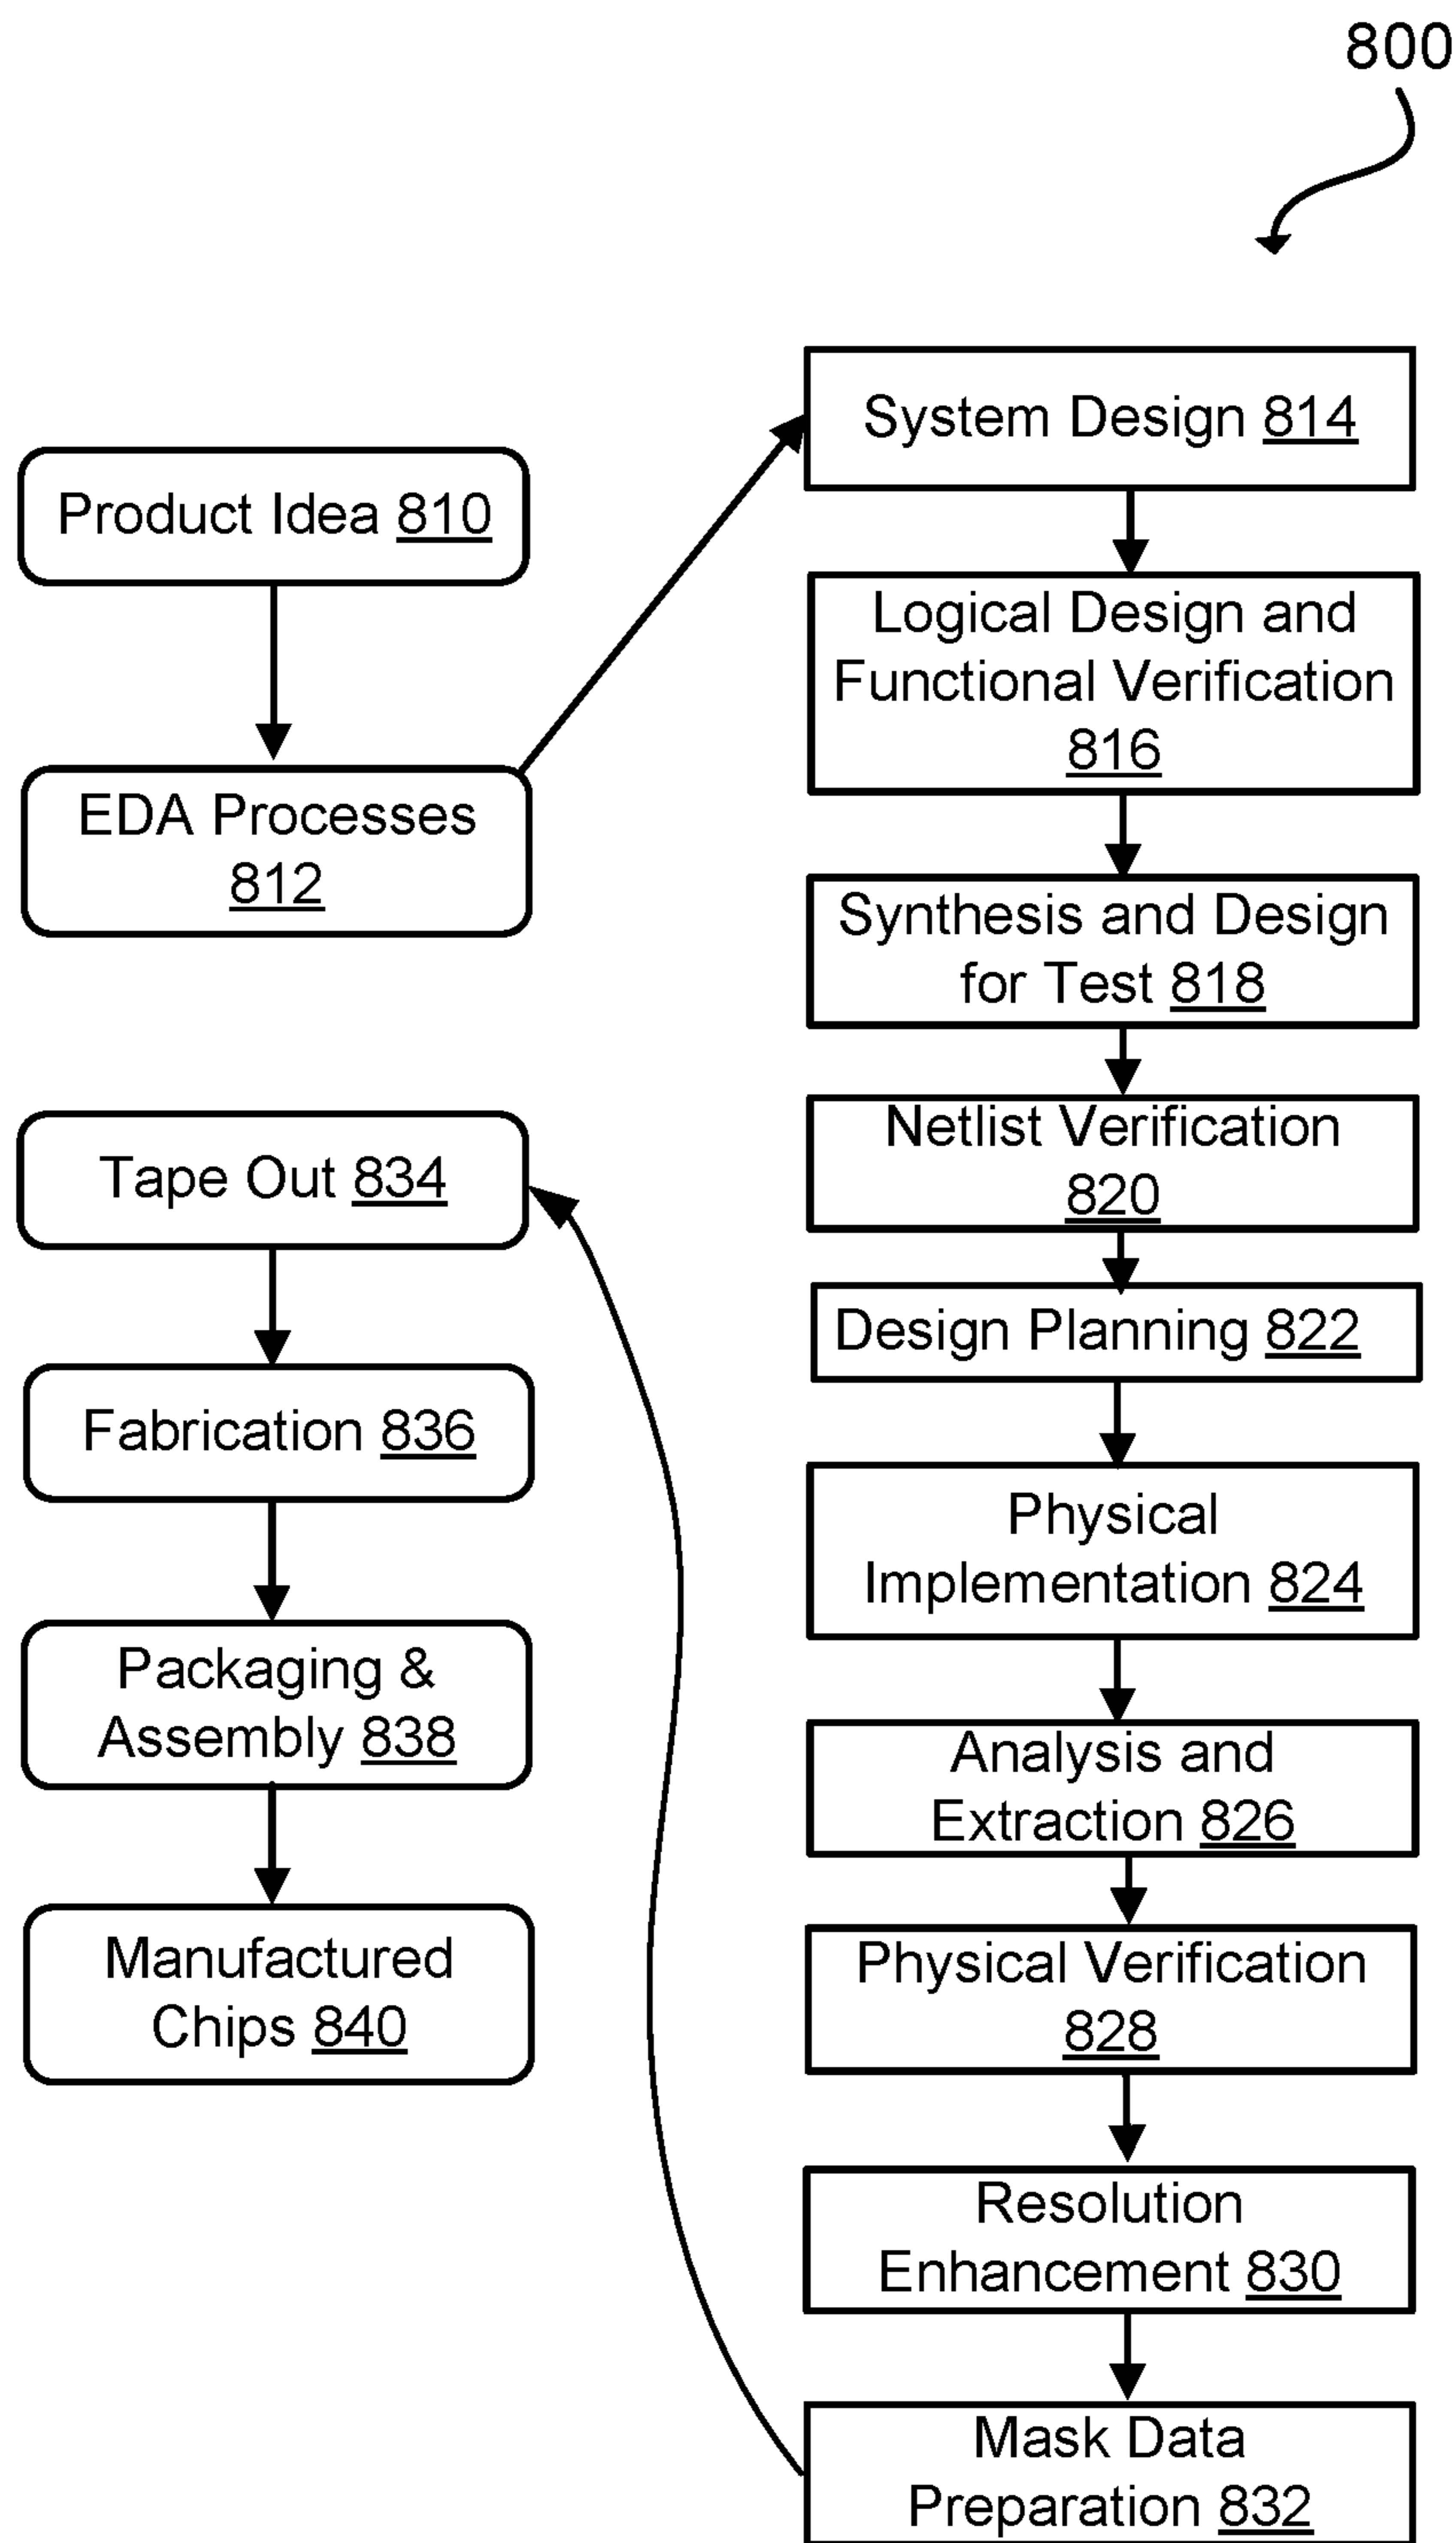 800
Product Idea 810
EDA Processes
812
System Design 814
Logical Design and
Functional Verification
816
Synthesis and Design
for Test 818
Netlist Verification
820
Design Planning 822
Physical
Implementation 824
Analysis and
Extraction 826
Physical Verification
828
Resolution
Enhancement 830
Mask Data
Preparation 832
Tape Out 834
Fabrication 836
Packaging &
Assembly 838
Manufactured
Chips 840